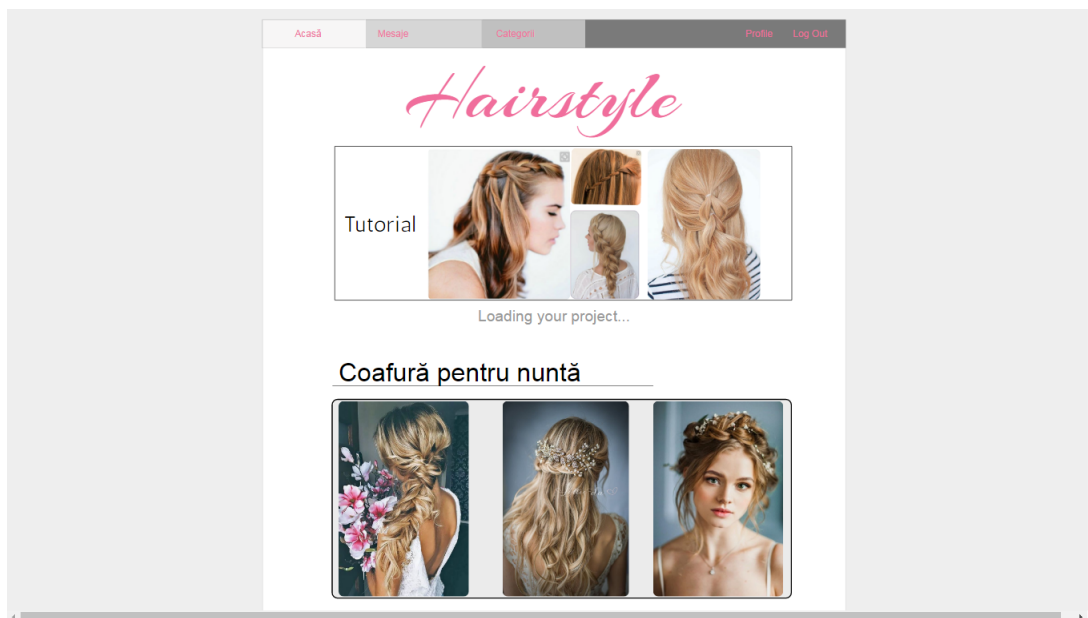 Acasă Mesaje Categorii Profile Log Out
Hairstyle
Tutorial
Loading your project...
Coafură pentru nuntă